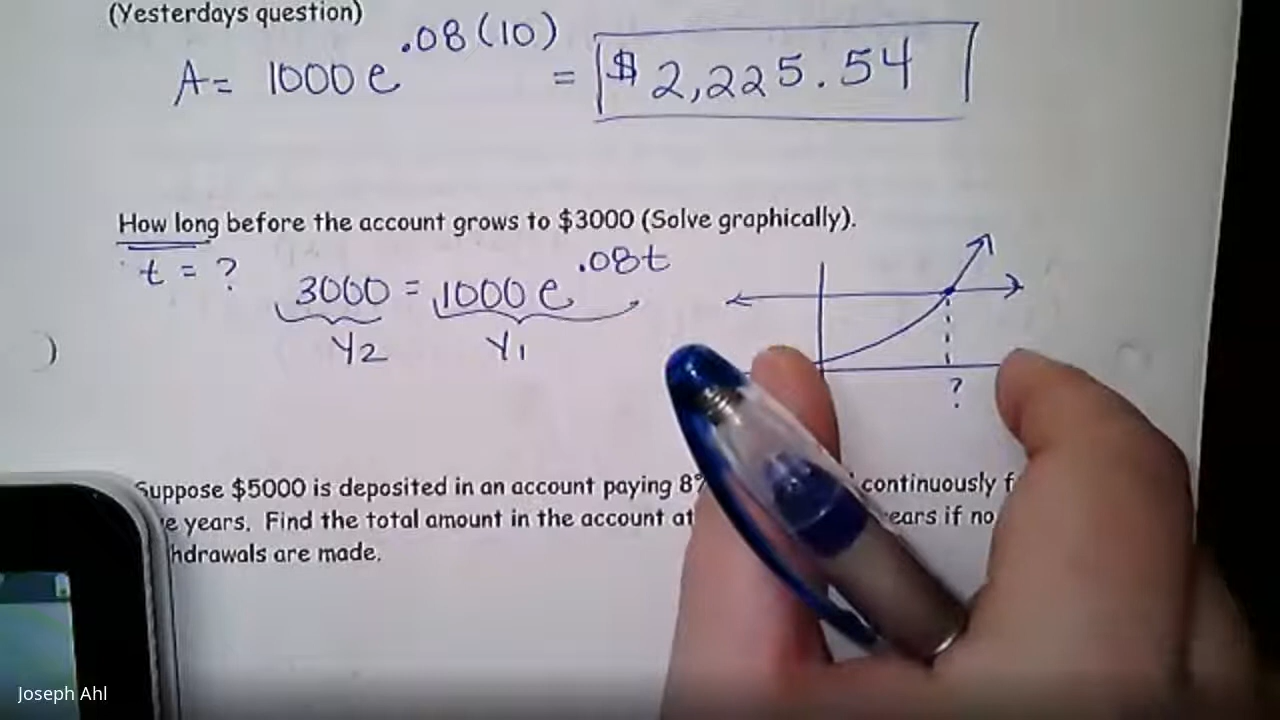 (Yesterdays question)
A= 1000 e^.08(10) = $2,225.54
How long before the account grows to $3000 (Solve graphically).
t = ? 3000 = 1000 e^.08t
Y2 Y1
?
)
Suppose $5000 is deposited in an account paying 8% continuously f
e years. Find the total amount in the account at ears if no
hdrawals are made.
Joseph Ahl